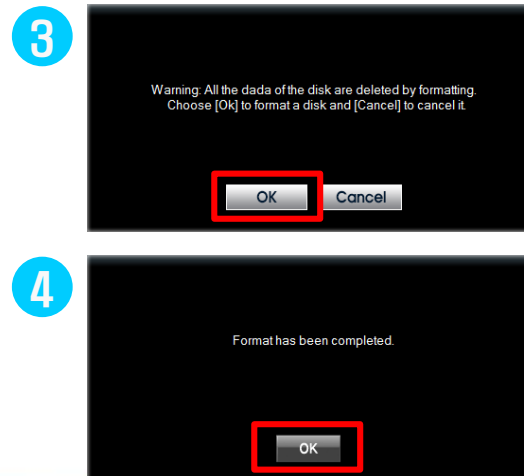 3
Warning: All the dada of the disk are deleted by formatting.
Choose [Ok] to format a disk and [Cancel] to cancel it.
OK Cancel
4
Format has been completed.
OK